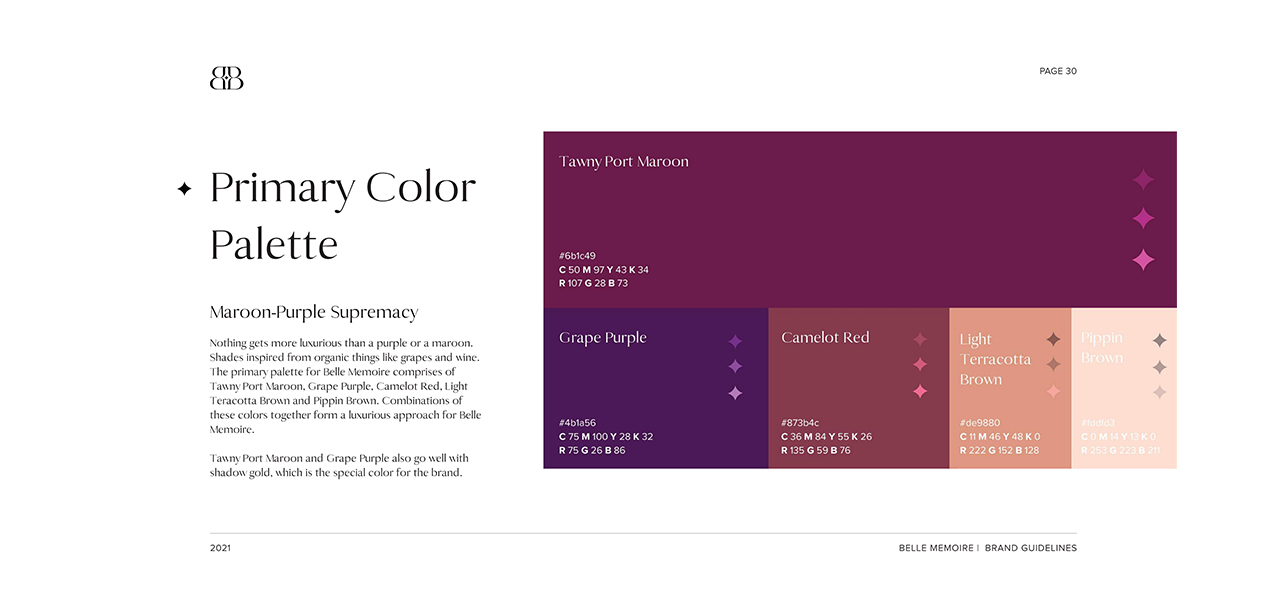 BB
PAGE 30
Primary Color
Palette
Maroon-Purple Supremacy
Nothing gets more luxurious than a purple or a maroon.
Shades inspired from organic things like grapes and wine.
The primary palette for Belle Memoire comprises of
Tawny Port Maroon, Grape Purple, Camelot Red, Light
Teracotta Brown and Pippin Brown. Combinations of
these colors together form a luxurious approach for Belle
Memoire.
Tawny Port Maroon and Grape Purple also go well with
shadow gold, which is the special color for the brand.
Tawny Port Maroon
#6b1c49
C 50 M 97 Y 43 K 34
R 107 G 28 B 73
Grape Purple
#4b1a56
C 75 M 100 Y 28 K 32
R 75 G 26 B 86
Camelot Red
#873b4c
C 36 M 84 Y 55 K 26
R 135 G 59 B 76
Light
Terracotta
Brown
#de9880
C 11 M 46 Y 48 K 0
R 222 G 152 B 128
Pippin
Brown
#fddfd3
C 0 M 14 Y 13 K 0
R 253 G 223 B 211
2021
BELLE MEMOIRE | BRAND GUIDELINES